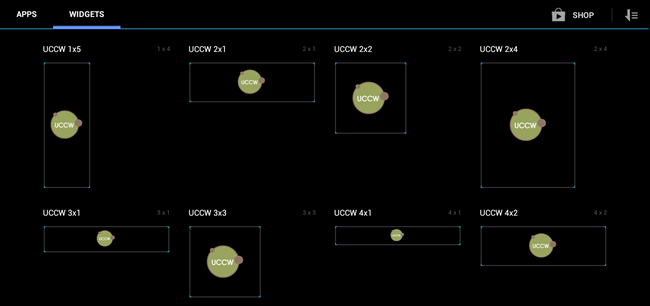 APPS WIDGETS SHOP
UCCW 1x5 1 x 4 UCCW 2x1 2 x 1 UCCW 2x2 2 x 2 UCCW 2x4 2 x 4
UCCW
UCCW
UCCW
UCCW
UCCW 3x1 3 x 1 UCCW 3x3 3 x 3 UCCW 4x1 4 x 1 UCCW 4x2 4 x 2
UCCW
UCCW
UCCW
UCCW